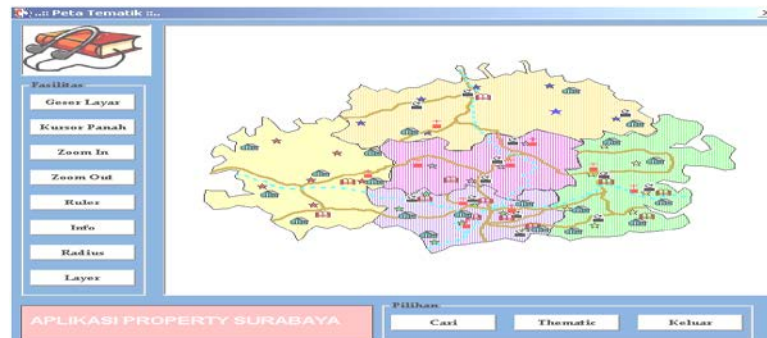 ..:: Peta Tematik ::..
Fasilitas
Geser Layar
Kursor Panah
Zoom In
Zoom Out
Ruler
Info
Radius
Layer
APLIKASI PROPERTY SURABAYA
Pilihan
Cari
Thematic
Keluar